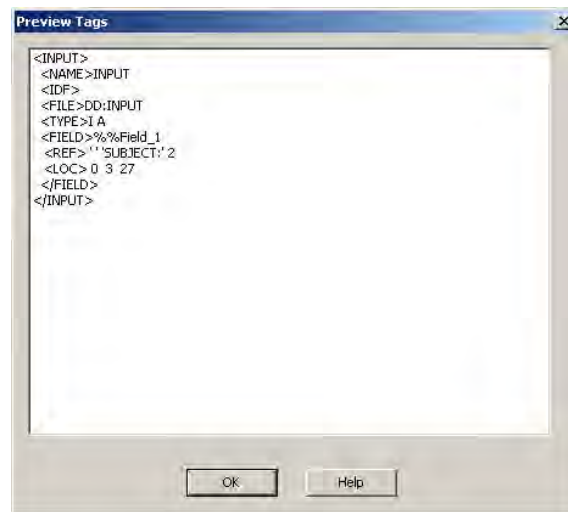 Preview Tags
<INPUT>
<NAME>INPUT
<IDF>
<FILE>DD:INPUT
<TYPE>I A
<FIELD>%%Field_1
<REF> ' ' 'SUBJECT:' 2
<LOC> 0 3 27
</FIELD>
</INPUT>
OK Help